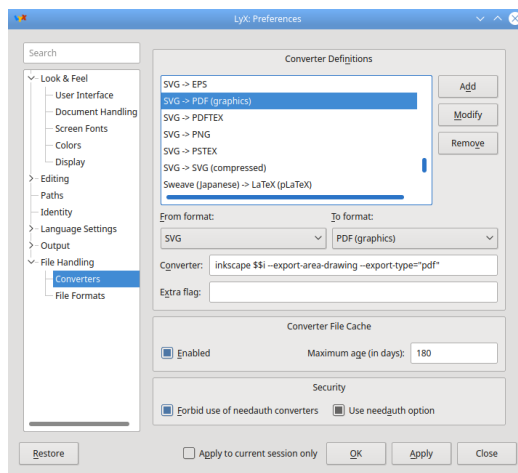 LyX: Preferences
Search
Look & Feel
User Interface
Document Handling
Screen Fonts
Colors
Display
Editing
Paths
Identity
Language Settings
Output
File Handling
Converters
File Formats
Converter Definitions
SVG -> EPS
SVG -> PDF (graphics)
SVG -> PDFTEX
SVG -> PNG
SVG -> PSTEX
SVG -> SVG (compressed)
Sweave (Japanese) -> LaTeX (pLaTeX)
Add
Modify
Remove
From format:
To format:
SVG
PDF (graphics)
Converter:
inkscape $$i --export-area-drawing --export-type="pdf"
Extra flag:
Converter File Cache
Enabled
Maximum age (in days):
180
Security
Forbid use of needauth converters
Use needauth option
Restore
Apply to current session only
OK
Apply
Close